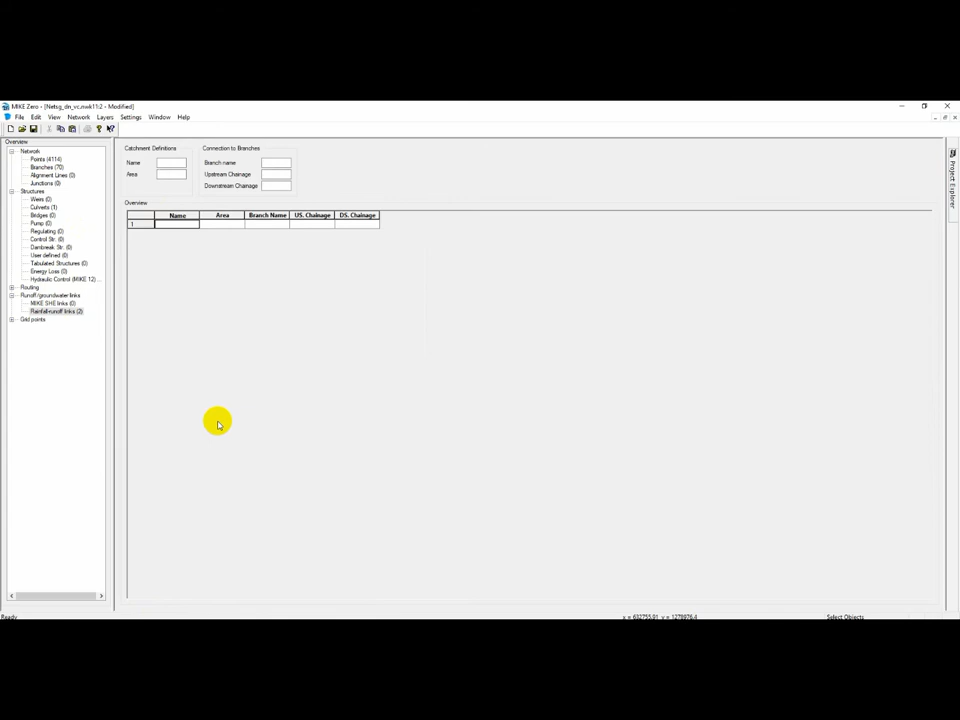 MIKE Zero - [Netsg_dn_vc.nwk11:2 - Modified]
File Edit View Network Layers Settings Window Help
Overview
Network
Points (4114)
Branches (70)
Alignment Lines (0)
Junctions (0)
Structures
Weirs (0)
Culverts (1)
Bridges (0)
Pump (0)
Regulating (0)
Control Str. (0)
Dambreak Str. (0)
User defined (0)
Tabulated Structures (0)
Energy Loss (0)
Hydraulic Control (MIKE 12) ...
Routing
Runoff/groundwater links
MIKE SHE links (0)
Rainfall-runoff links (2)
Grid points
Catchment Definitions
Name
Area
Connection to Branches
Branch name
Upstream Chainage
Downstream Chainage
Overview
Name Area Branch Name US. Chainage DS. Chainage
1
Project Explorer
Ready
x = 632755.91 y = 1278976.4
Select Objects